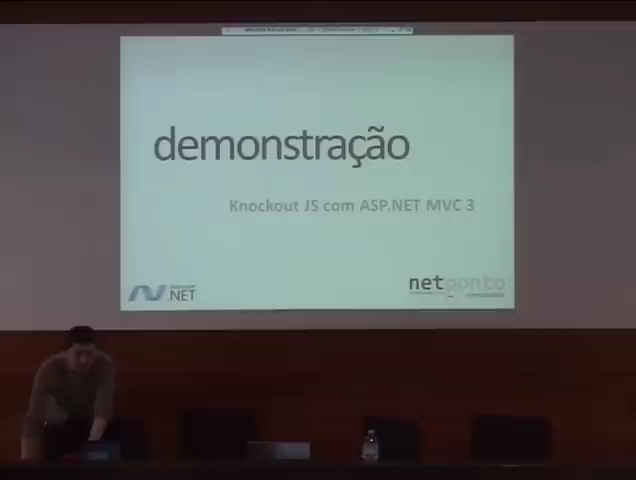 demonstração
Knockout JS com ASP.NET MVC 3
.NET
netponto